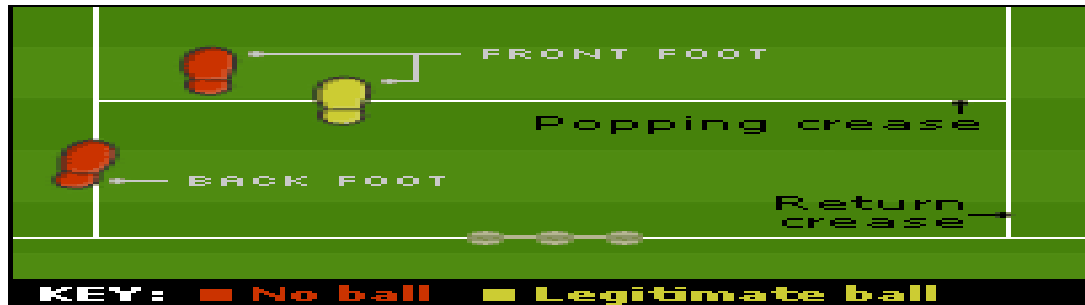 FRONT FOOT
Popping crease
BACK FOOT
Return
crease
KEY: No ball Legitimate ball